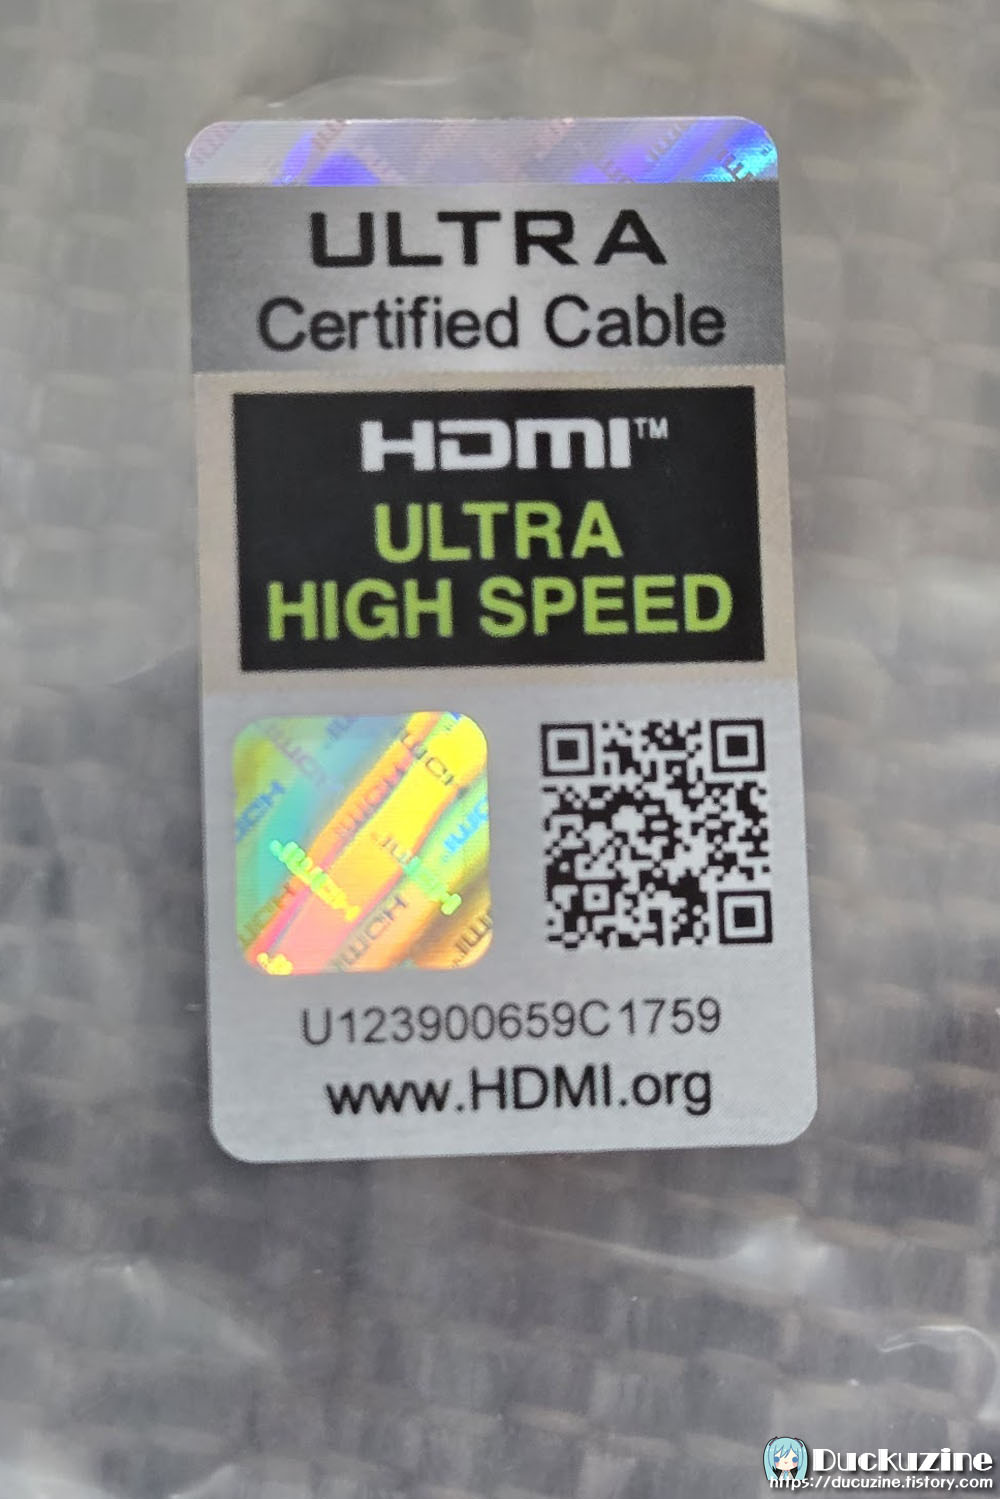 ULTRA
Certified Cable
HDMI™
ULTRA
HIGH SPEED
U123900659C1759
www.HDMI.org
Duckuzine
https://ducuzine.tistory.com